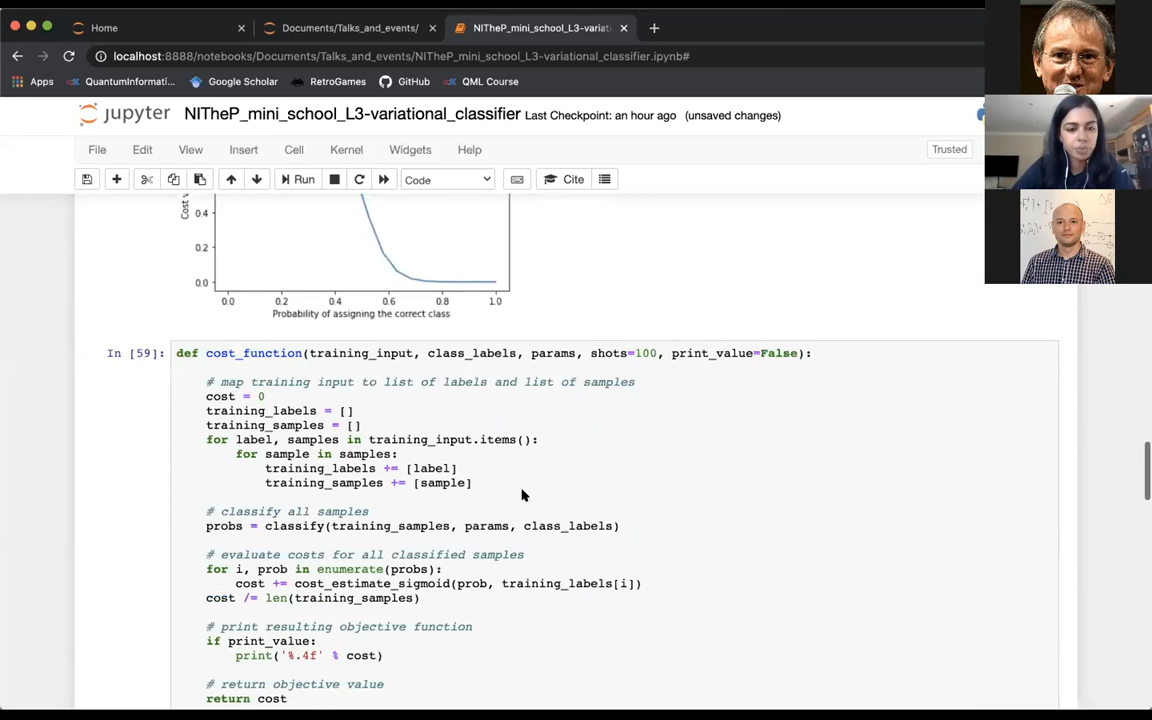 Home
Documents/Talks_and_events/
NITheP_mini_school_L3-variati
localhost:8888/notebooks/Documents/Talks_and_events/NITheP_mini_school_L3-variational_classifier.ipynb#
Apps QuantumInformati... Google Scholar RetroGames GitHub QML Course
jupyter NITheP_mini_school_L3-variational_classifier Last Checkpoint: an hour ago (unsaved changes)
File Edit View Insert Cell Kernel Widgets Help Trusted
Run Code Cite
Cost
0.4
0.2
0.0
0.0 0.2 0.4 0.6 0.8 1.0
Probability of assigning the correct class
In [59]: def cost_function(training_input, class_labels, params, shots=100, print_value=False):
# map training input to list of labels and list of samples
cost = 0
training_labels = []
training_samples = []
for label, samples in training_input.items():
for sample in samples:
training_labels += [label]
training_samples += [sample]
# classify all samples
probs = classify(training_samples, params, class_labels)
# evaluate costs for all classified samples
for i, prob in enumerate(probs):
cost += cost_estimate_sigmoid(prob, training_labels[i])
cost /= len(training_samples)
# print resulting objective function
if print_value:
print('%.4f' % cost)
# return objective value
return cost